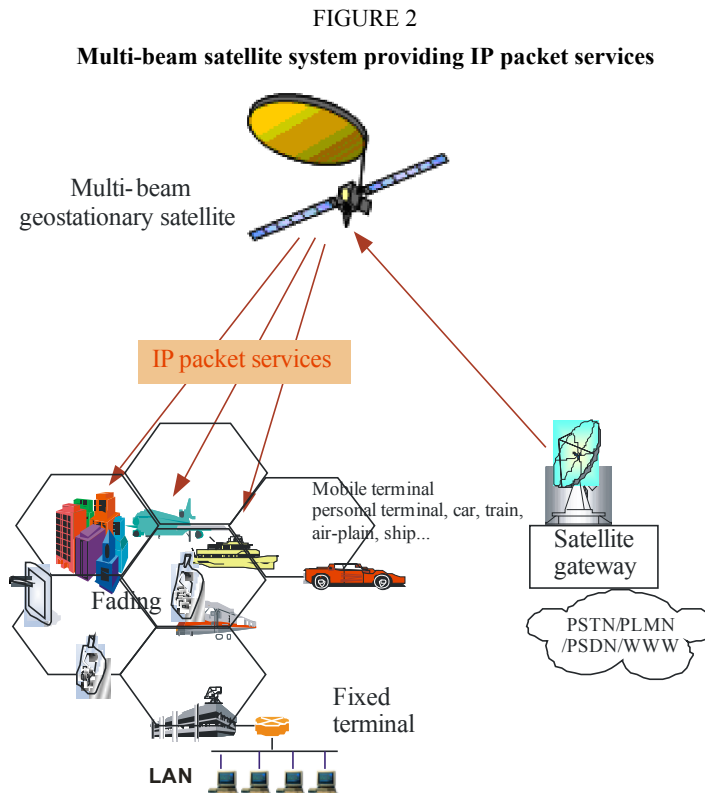 FIGURE 2
Multi-beam satellite system providing IP packet services
Multi-beam
geostationary satellite
IP packet services
Mobile terminal
personal terminal, car, train,
air-plain, ship...
Satellite
gateway
Fading
PSTN/PLMN
/PSDN/WWW
Fixed
terminal
LAN